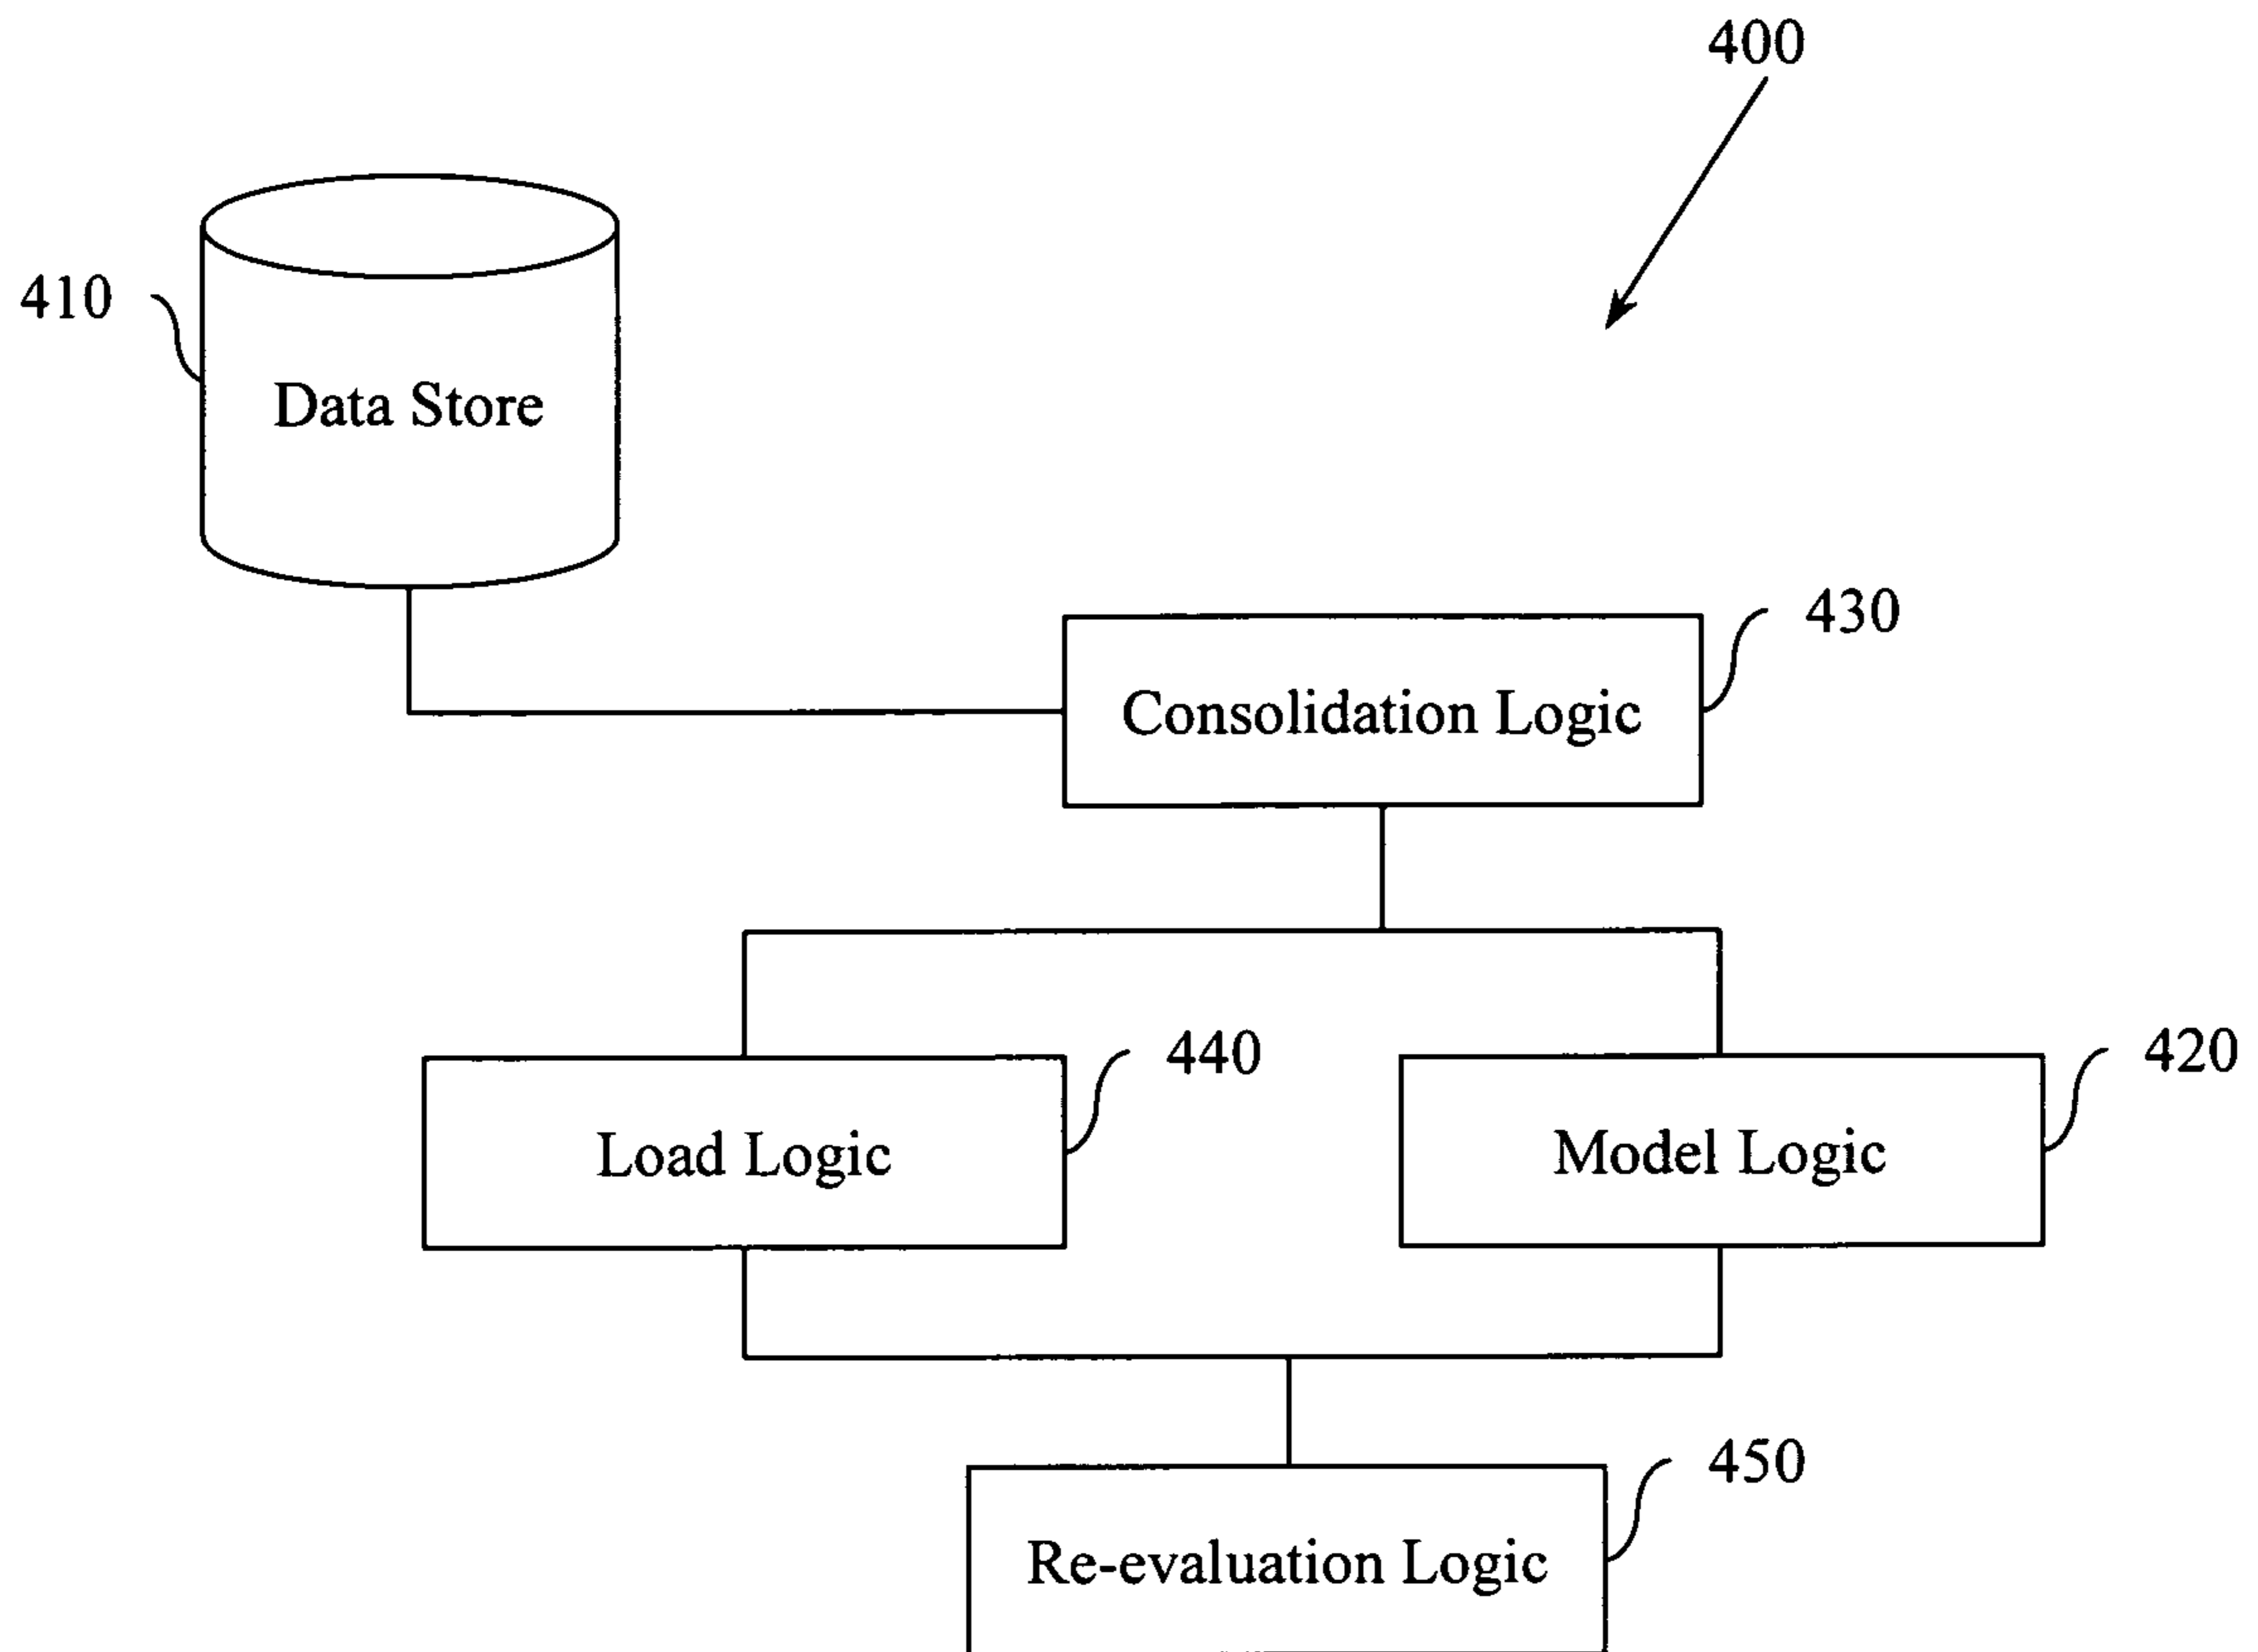 400
410
Data Store
430
Consolidation Logic
440
420
Load Logic
Model Logic
450
Re-evaluation Logic